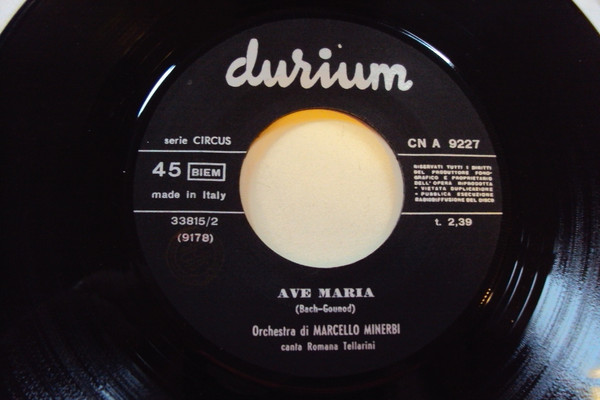 durium
serie CIRCUS
CN A 9227
45 BIEM
made in Italy
RISERVATI TUTTI I DIRITTI
DEL PRODUTTORE FONO-
GRAFICO E PROPRIETARIO
DELL'OPERA RIPRODOTTA
- VIETATA DUPLICAZIONE
- PUBBLICA ESECUZIONE
RADIODIFFUSIONE DEL DISCO
33815/2
(9178)
t. 2,39
AVE MARIA
(Bach-Gounod)
Orchestra di MARCELLO MINERBI
canta Romana Tellarini